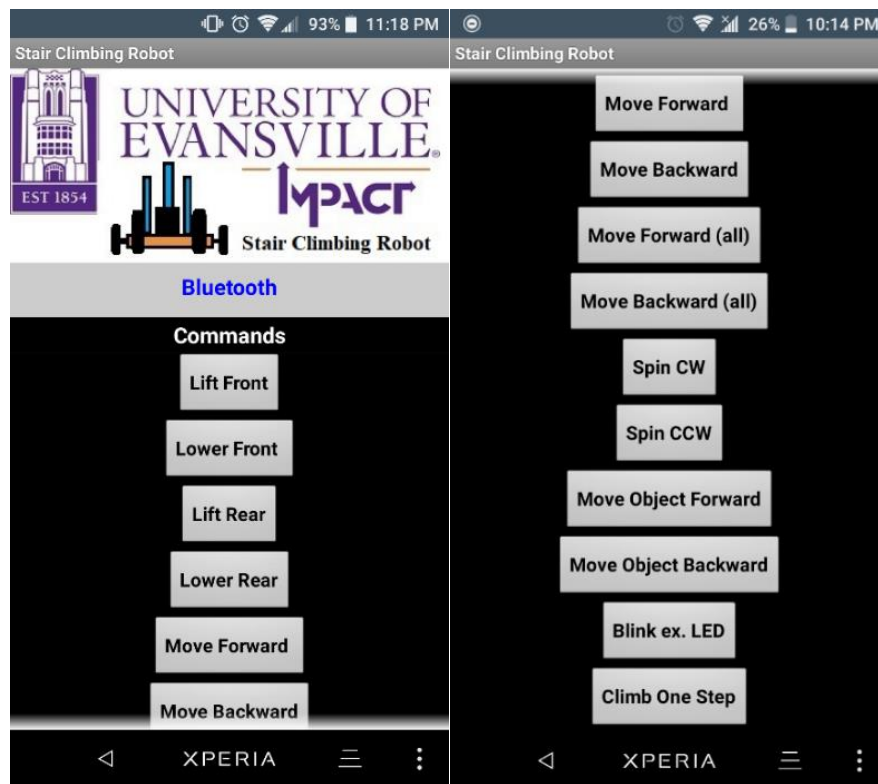 93% 11:18 PM
Stair Climbing Robot
UNIVERSITY OF
EVANSVILLE®
EST 1854
IMPACT
Stair Climbing Robot
Bluetooth
Commands
Lift Front
Lower Front
Lift Rear
Lower Rear
Move Forward
Move Backward
XPERIA
26% 10:14 PM
Stair Climbing Robot
Move Forward
Move Backward
Move Forward (all)
Move Backward (all)
Spin CW
Spin CCW
Move Object Forward
Move Object Backward
Blink ex. LED
Climb One Step
XPERIA